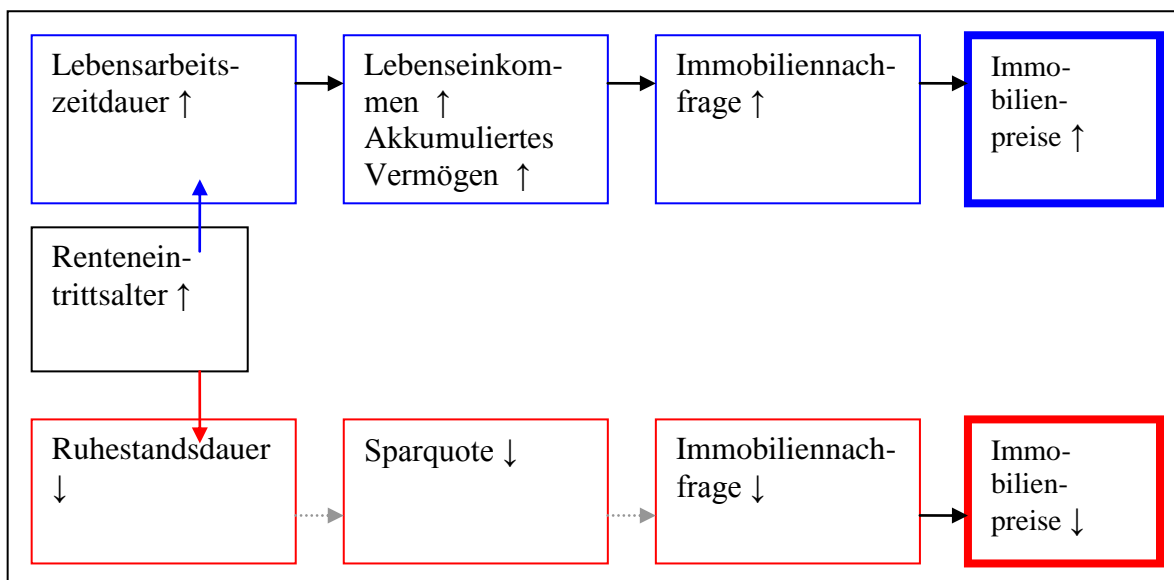 Lebensarbeits-
zeitdauer ↑
Lebenseinkom-
men ↑
Akkumuliertes
Vermögen ↑
Immobiliennach-
frage ↑
Immo-
bilien-
preise ↑
Rentenein-
trittsalter ↑
Ruhestandsdauer
↓
Sparquote ↓
Immobiliennach-
frage ↓
Immo-
bilien-
preise ↓